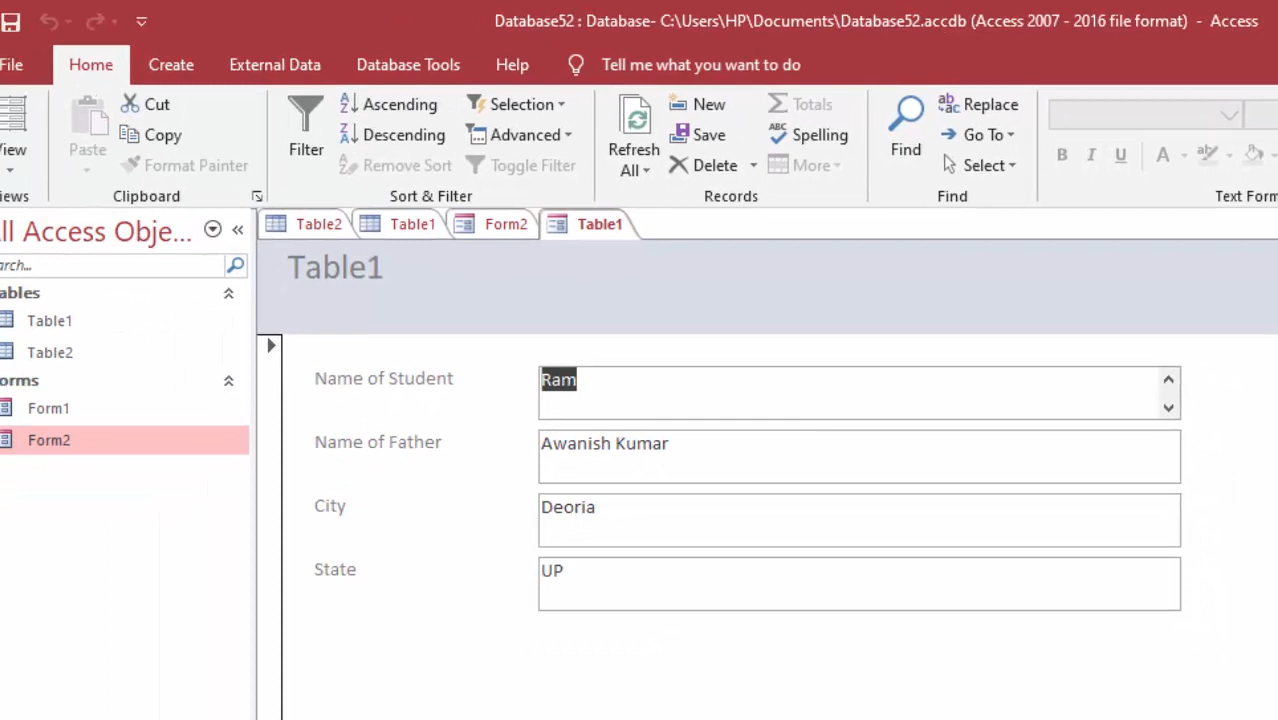 Database52 : Database- C:\Users\HP\Documents\Database52.accdb (Access 2007 - 2016 file format) - Access
File Home Create External Data Database Tools Help Tell me what you want to do
View
Paste
Cut
Copy
Format Painter
Clipboard
Filter
Ascending
Descending
Remove Sort
Selection
Advanced
Toggle Filter
Sort & Filter
Refresh
All
New
Save
Delete
Totals
Spelling
More
Records
Find
Replace
Go To
Select
Find
B I U A
Text Form
iews
ll Access Obje...
arch...
ables
Table1
Table2
orms
Form1
Form2
Table2 Table1 Form2 Table1
Table1
Name of Student Ram
Name of Father Awanish Kumar
City Deoria
State UP